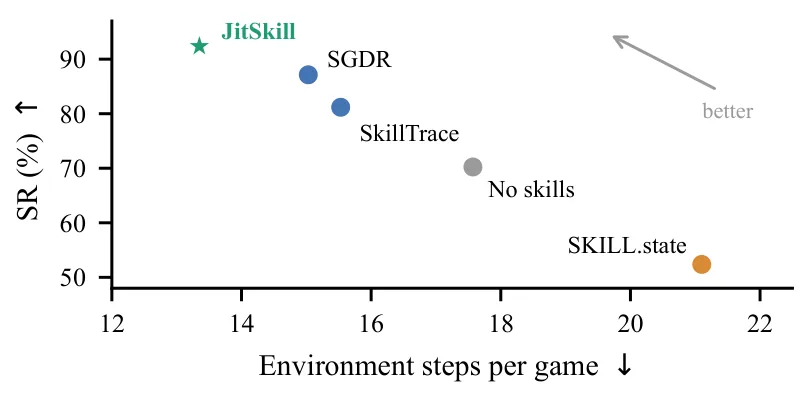 JitSkill
SGDR
SkillTrace
No skills
SKILL.state
better
SR (%) ↑
90
80
70
60
50
12 14 16 18 20 22
Environment steps per game ↓